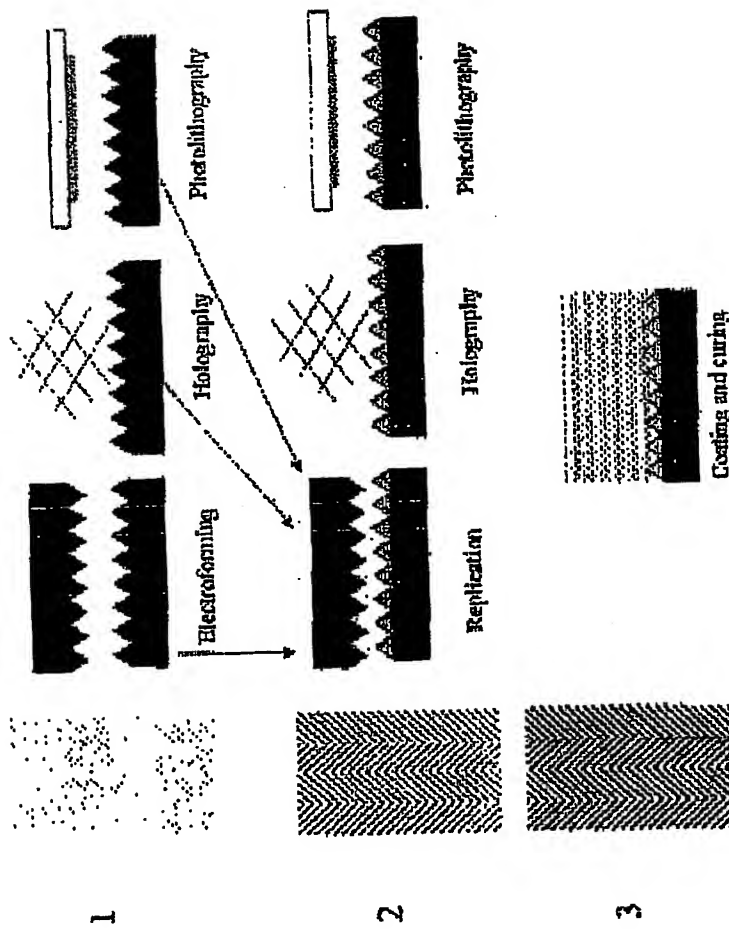 1
Electroforming
Holography
Photolithography
2
Replication
Holography
Photolithography
3
Coating and curing